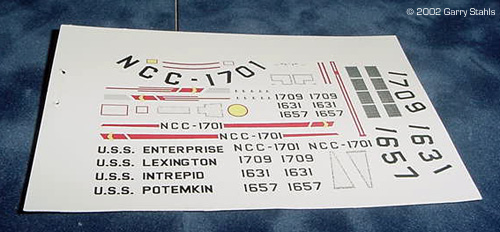 © 2002 Garry Stahls
NCC-1701
1709 1709
1631 1631
1657 1657
NCC-1701
NCC-1701
U.S.S. ENTERPRISE NCC-1701 NCC-1701
U.S.S. LEXINGTON 1709 1709
U.S.S. INTREPID 1631 1631
U.S.S. POTEMKIN 1657 1657
1709
1631
1657